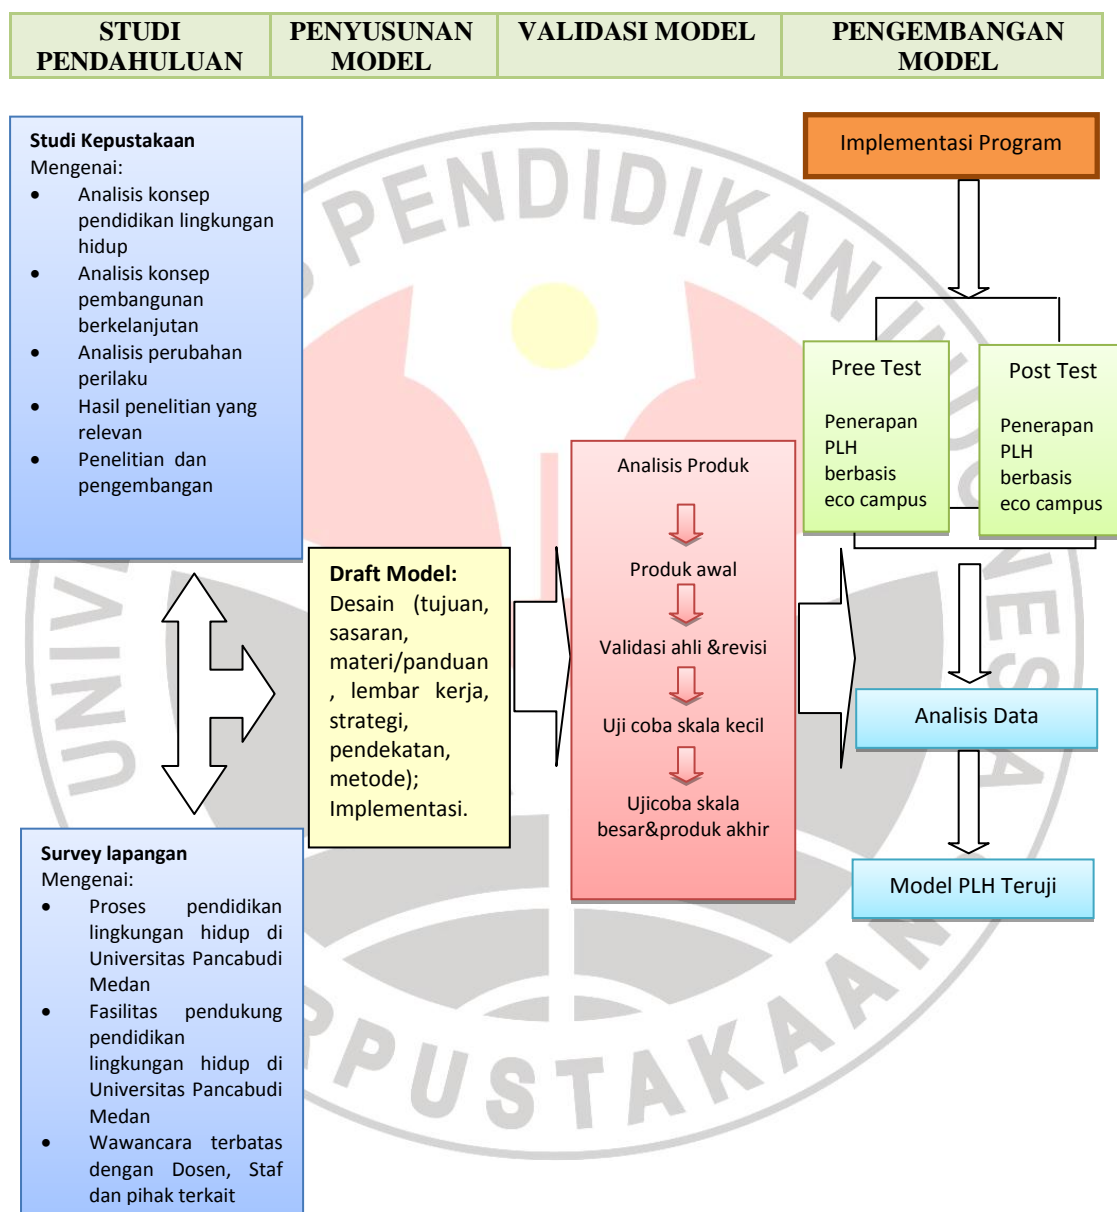 STUDI
PENDAHULUAN
PENYUSUNAN
MODEL
VALIDASI MODEL
PENGEMBANGAN
MODEL
Studi Kepustakaan
Mengenai:
• Analisis konsep
pendidikan lingkungan
hidup
• Analisis konsep
pembangunan
berkelanjutan
• Analisis perubahan
perilaku
• Hasil penelitian yang
relevan
• Penelitian dan
pengembangan
Survey lapangan
Mengenai:
• Proses pendidikan
lingkungan hidup di
Universitas Pancabudi
Medan
• Fasilitas pendukung
pendidikan
lingkungan hidup di
Universitas Pancabudi
Medan
• Wawancara terbatas
dengan Dosen, Staf
dan pihak terkait
Draft Model:
Desain (tujuan,
sasaran,
materi/panduan
, lembar kerja,
strategi,
pendekatan,
metode);
Implementasi.
Analisis Produk
Produk awal
Validasi ahli &revisi
Uji coba skala kecil
Ujicoba skala
besar&produk akhir
Implementasi Program
Pree Test
Penerapan
PLH
berbasis
eco campus
Post Test
Penerapan
PLH
berbasis
eco campus
Analisis Data
Model PLH Teruji
PENDIDIKAN
PUSTAKAAN